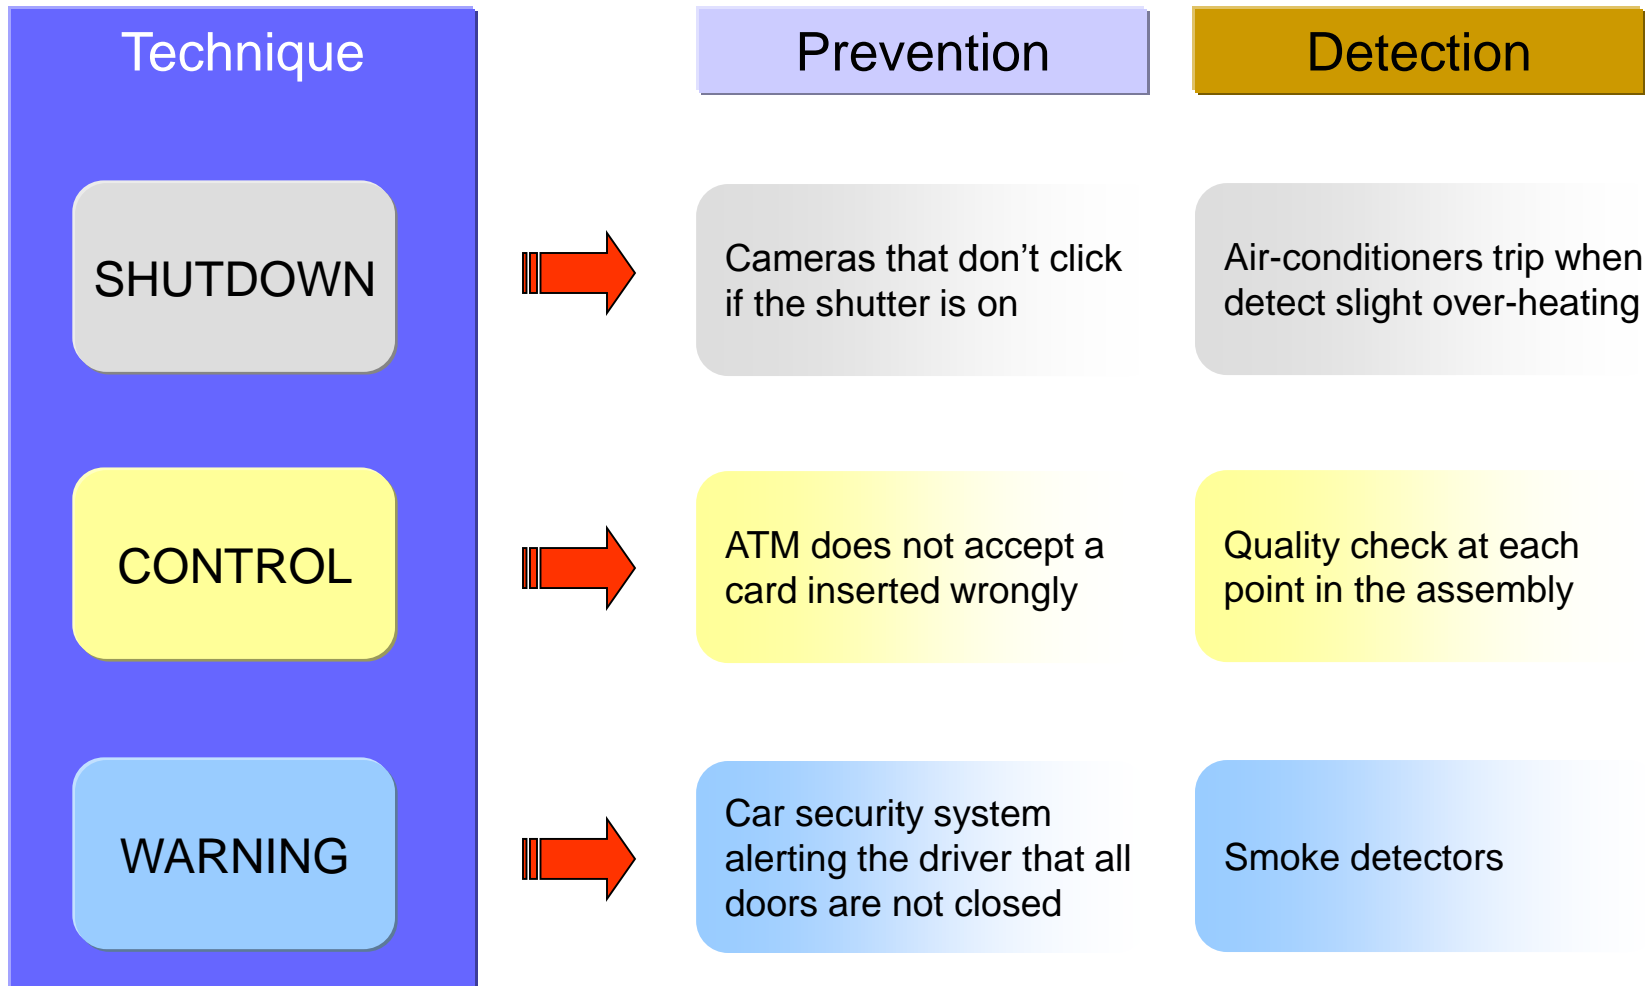 Technique
Prevention
Detection
SHUTDOWN
Cameras that don’t click
if the shutter is on
Air-conditioners trip when
detect slight over-heating
CONTROL
ATM does not accept a
card inserted wrongly
Quality check at each
point in the assembly
WARNING
Car security system
alerting the driver that all
doors are not closed
Smoke detectors